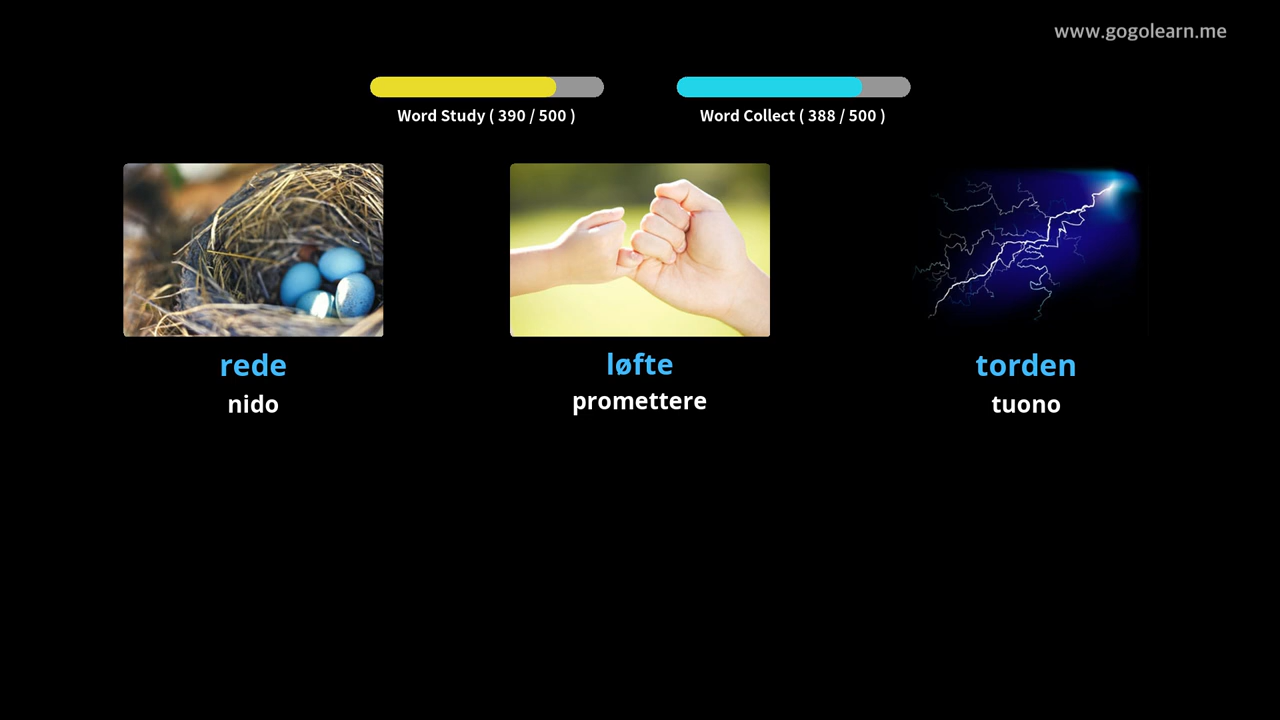 www.gogolearn.me
Word Study ( 390 / 500 )
Word Collect ( 388 / 500 )
rede
nido
løfte
promettere
torden
tuono